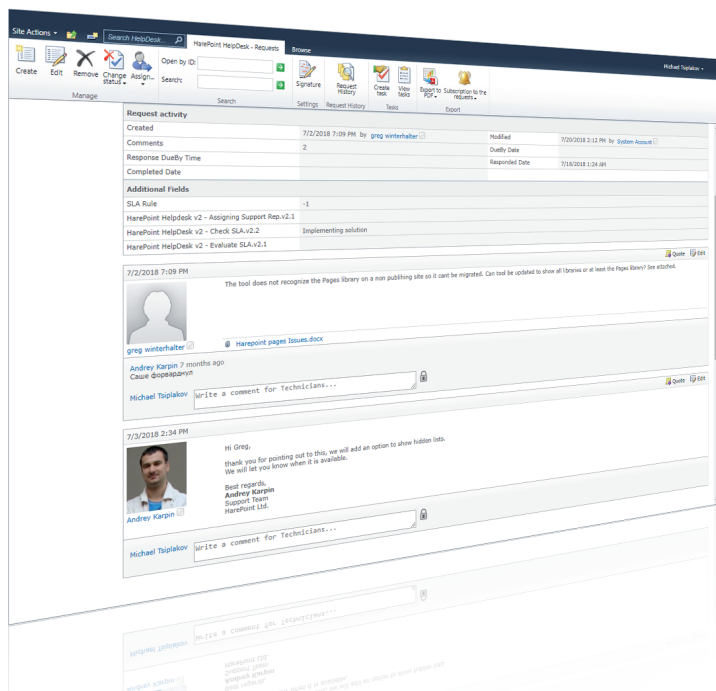 Site Actions
Search HelpDesk...
HarePoint HelpDesk - Requests
Browse
Michael Tsiplakov
Create
Edit
Remove
Change status
Assign...
Open by ID:
Search:
Signature
Request History
Create task
View tasks
Export to PDF
Subscription to the requests
Manage
Search
Settings
Request History
Tasks
Export
Request activity
Created 7/2/2018 7:09 PM by greg winterhalter Modified 7/20/2018 2:12 PM by System Account
Comments 2 DueBy Date
Response DueBy Time Responded Date 7/18/2018 1:24 AM
Completed Date
Additional Fields
SLA Rule -1
HarePoint Helpdesk v2 - Assigning Support Rep.v2.1
HarePoint HelpDesk v2 - Check SLA.v2.2 Implementing solution
HarePoint HelpDesk v2 - Evaluate SLA.v2.1
7/2/2018 7:09 PM Quote Edit
The tool does not recognize the Pages library on a non publihing site so it cant be migrated. Can tool be updated to show all libraries or at least the Pages library? See attached.
greg winterhalter
Harepoint pages Issues.docx
Andrey Karpin 7 months ago
Саше форварднул
Michael Tsiplakov Write a comment for Technicians...
7/3/2018 2:34 PM Quote Edit
Hi Greg,
thank you for pointing out to this, we will add an option to show hidden lists.
We will let you know when it is available.
Best regards,
Andrey Karpin
Support Team
HarePoint Ltd.
Andrey Karpin
Michael Tsiplakov Write a comment for Technicians...